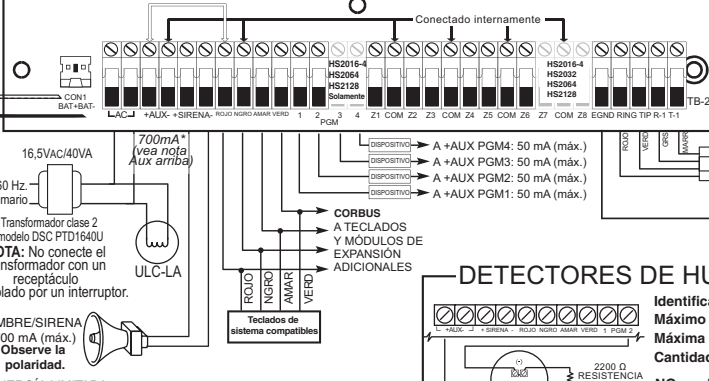 Conectado internamente
HS2016-4
HS2064
HS2128
Solamente
HS2016-4
HS2032
HS2064
HS2128
CON1
BAT+BAT-
TB-2
AC +AUX- +SIRENA- ROJO NGRO AMAR VERD 1 2 3 4 Z1 COM Z2 Z3 COM Z4 Z5 COM Z6 Z7 COM Z8 EGND RING TIP R-1 T-1
PGM
ROJO
VERD
GRS
MARR
16,5VAC/40VA
700mA*
(vea nota
Aux arriba)
60 Hz.
Transformador clase 2
modelo DSC PTD1640U
No conecte el
con un
receptáculo
por un interruptor.
ULC-LA
DISPOSITIVO A +AUX PGM4: 50 mA (máx.)
DISPOSITIVO A +AUX PGM3: 50 mA (máx.)
DISPOSITIVO A +AUX PGM2: 50 mA (máx.)
DISPOSITIVO A +AUX PGM1: 50 mA (máx.)
CORBUS
A TECLADOS
Y MÓDULOS DE
EXPANSIÓN
ADICIONALES
ROJO
NGRO
AMAR
VERD
Teclados de
sistema compatibles
/SIRENA
mA (máx.)
Observe la
polaridad.
DETECTORES DE HU
+AUX- + SIRENA - ROJO NGRO AMAR VERD 1 PGM 2
2200 Ω
RESISTENCIA
Máximo
Máxima